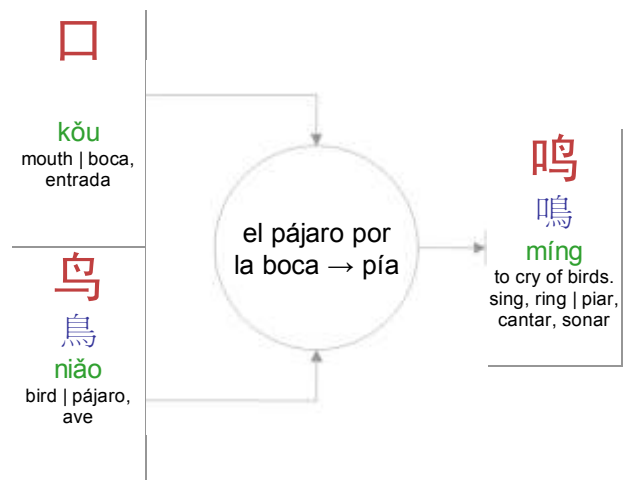 口
kǒu
mouth | boca,
entrada
鸟
鳥
niǎo
bird | pájaro,
ave
el pájaro por
la boca → pía
鸣
鳴
míng
to cry of birds.
sing, ring | piar,
cantar, sonar